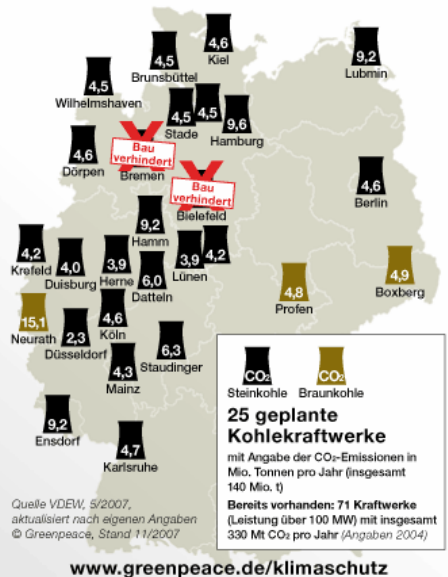 4,6
Kiel
9,2
Lubmin
4,5
Brunsbüttel
4,5
Wilhelmshaven
4,5
4,5
Stade
9,6
Hamburg
4,6
Dörpen
Bau
verhindert
Bremen
Bau
verhindert
Bielefeld
4,6
Berlin
9,2
Hamm
4,2
Krefeld
4,0
Duisburg
3,9
Herne
6,0
Datteln
3,9
4,2
Lünen
4,8
Profen
4,9
Boxberg
15,1
Neurath
2,3
Düsseldorf
4,6
Köln
4,3
Mainz
6,3
Staudinger
9,2
Ensdorf
4,7
Karlsruhe
CO₂
Steinkohle
CO₂
Braunkohle
25 geplante
Kohlekraftwerke
mit Angabe der CO₂-Emissionen in
Mio. Tonnen pro Jahr (insgesamt
140 Mio. t)
Bereits vorhanden: 71 Kraftwerke
(Leistung über 100 MW) mit insgesamt
330 Mt CO₂ pro Jahr (Angaben 2004)
Quelle VDEW, 5/2007,
aktualisiert nach eigenen Angaben
© Greenpeace, Stand 11/2007
www.greenpeace.de/klimaschutz